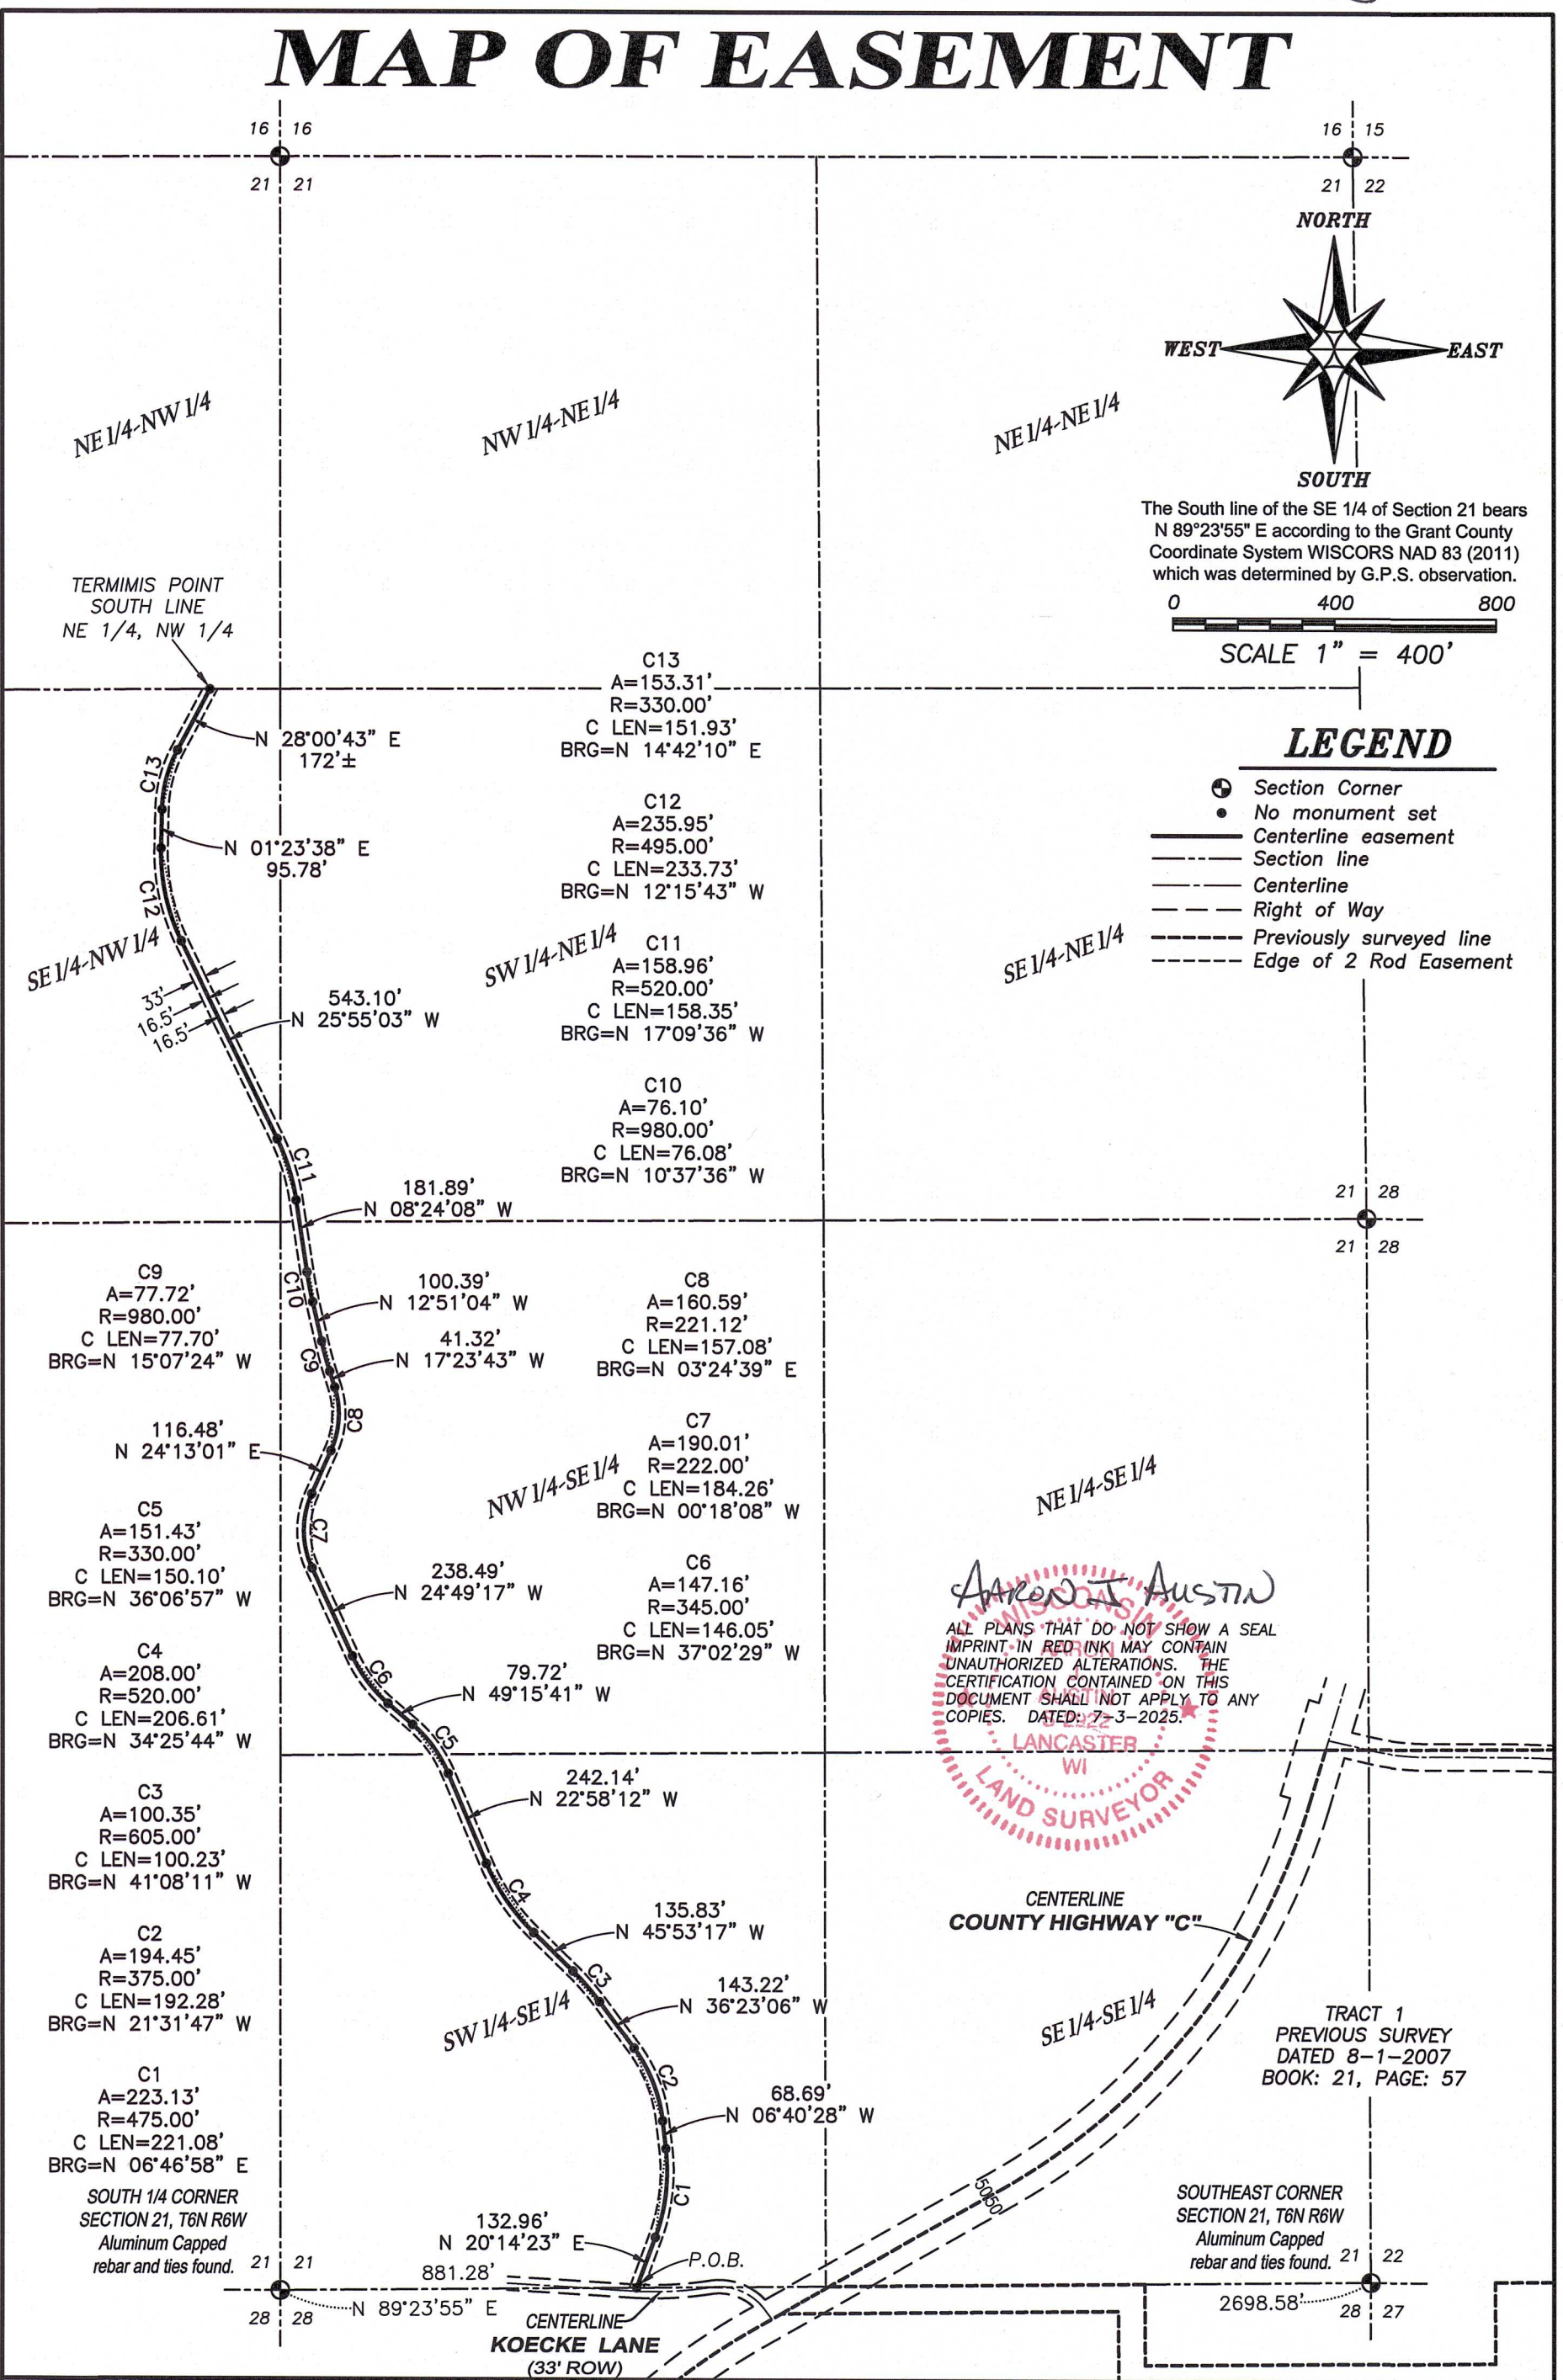 MAP OF EASEMENT
16 16
21 21
16 15
21 22
NORTH
WEST
EAST
SOUTH
The South line of the SE 1/4 of Section 21 bears
N 89°23'55" E according to the Grant County
Coordinate System WISCORS NAD 83 (2011)
which was determined by G.P.S. observation.
0 400 800
SCALE 1" = 400'
NE 1/4-NW 1/4
NW 1/4-NE 1/4
NE 1/4-NE 1/4
TERMIMIS POINT
SOUTH LINE
NE 1/4, NW 1/4
N 28°00'43" E
172'±
C13
N 01°23'38" E
95.78'
C12
SE 1/4-NW 1/4
33'
16.5'
16.5'
543.10'
N 25°55'03" W
C11
181.89'
N 08°24'08" W
C13
A=153.31'
R=330.00'
C LEN=151.93'
BRG=N 14°42'10" E
C12
A=235.95'
R=495.00'
C LEN=233.73'
BRG=N 12°15'43" W
SW 1/4-NE 1/4
C11
A=158.96'
R=520.00'
C LEN=158.35'
BRG=N 17°09'36" W
C10
A=76.10'
R=980.00'
C LEN=76.08'
BRG=N 10°37'36" W
LEGEND
Section Corner
No monument set
Centerline easement
Section line
Centerline
Right of Way
Previously surveyed line
Edge of 2 Rod Easement
SE 1/4-NE 1/4
21 28
21 28
C9
A=77.72'
R=980.00'
C LEN=77.70'
BRG=N 15°07'24" W
C10
100.39'
N 12°51'04" W
41.32'
N 17°23'43" W
C9
C8
116.48'
N 24°13'01" E
C7
C8
A=160.59'
R=221.12'
C LEN=157.08'
BRG=N 03°24'39" E
C7
A=190.01'
R=222.00'
C LEN=184.26'
BRG=N 00°18'08" W
NW 1/4-SE 1/4
NE 1/4-SE 1/4
C6
A=147.16'
R=345.00'
C LEN=146.05'
BRG=N 37°02'29" W
238.49'
N 24°49'17" W
C6
79.72'
N 49°15'41" W
C5
C5
A=151.43'
R=330.00'
C LEN=150.10'
BRG=N 36°06'57" W
C4
A=208.00'
R=520.00'
C LEN=206.61'
BRG=N 34°25'44" W
C3
A=100.35'
R=605.00'
C LEN=100.23'
BRG=N 41°08'11" W
C2
A=194.45'
R=375.00'
C LEN=192.28'
BRG=N 21°31'47" W
C1
A=223.13'
R=475.00'
C LEN=221.08'
BRG=N 06°46'58" E
AARON J AUSTIN
ALL PLANS THAT DO NOT SHOW A SEAL
IMPRINT IN RED INK MAY CONTAIN
UNAUTHORIZED ALTERATIONS. THE
CERTIFICATION CONTAINED ON THIS
DOCUMENT SHALL NOT APPLY TO ANY
COPIES. DATED: 7-3-2025.
WISCONSIN
AARON
J
AUSTIN
S-2922
LANCASTER
WI
LAND SURVEYOR
242.14'
N 22°58'12" W
C4
135.83'
N 45°53'17" W
C3
143.22'
N 36°23'06" W
SW 1/4-SE 1/4
C2
68.69'
N 06°40'28" W
C1
CENTERLINE
COUNTY HIGHWAY "C"
SE 1/4-SE 1/4
TRACT 1
PREVIOUS SURVEY
DATED 8-1-2007
BOOK: 21, PAGE: 57
50'
50'
SOUTH 1/4 CORNER
SECTION 21, T6N R6W
Aluminum Capped
rebar and ties found.
21 21
28 28
132.96'
N 20°14'23" E
P.O.B.
881.28'
N 89°23'55" E
CENTERLINE
KOECKE LANE
(33' ROW)
SOUTHEAST CORNER
SECTION 21, T6N R6W
Aluminum Capped
rebar and ties found.
21 22
2698.58'
28 27